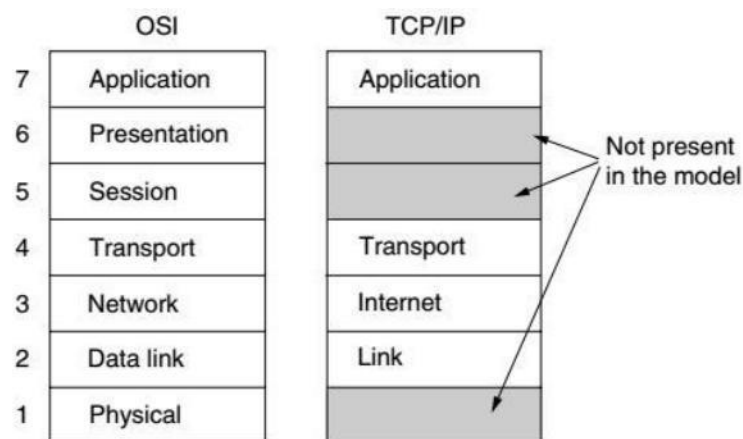 OSI TCP/IP
7 Application Application
6 Presentation
5 Session
Not present
in the model
4 Transport Transport
3 Network Internet
2 Data link Link
1 Physical